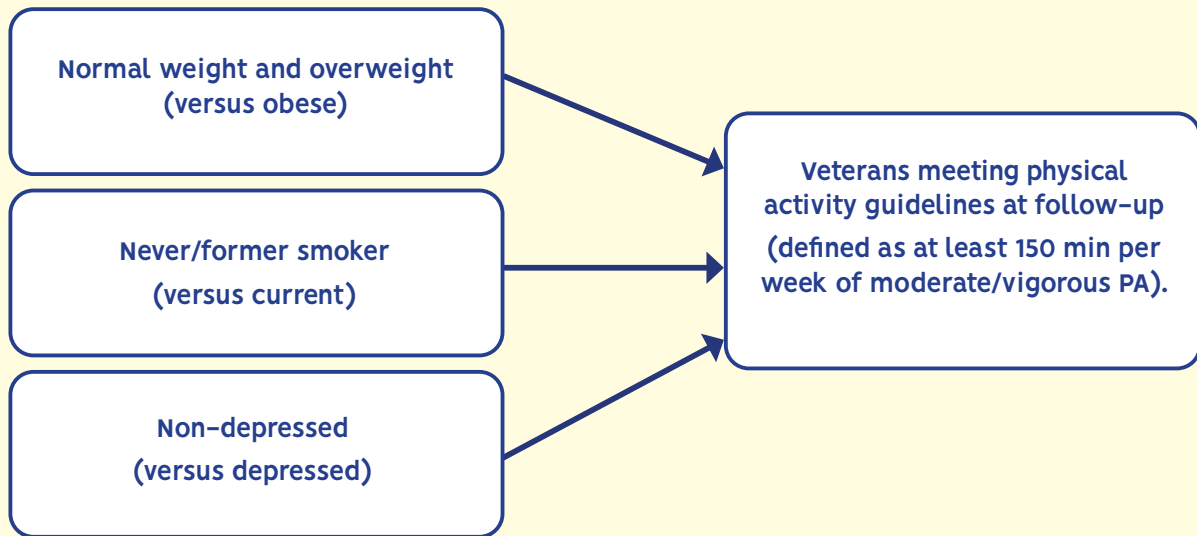 Normal weight and overweight
(versus obese)
Never/former smoker
(versus current)
Non-depressed
(versus depressed)
Veterans meeting physical
activity guidelines at follow-up
(defined as at least 150 min per
week of moderate/vigorous PA).